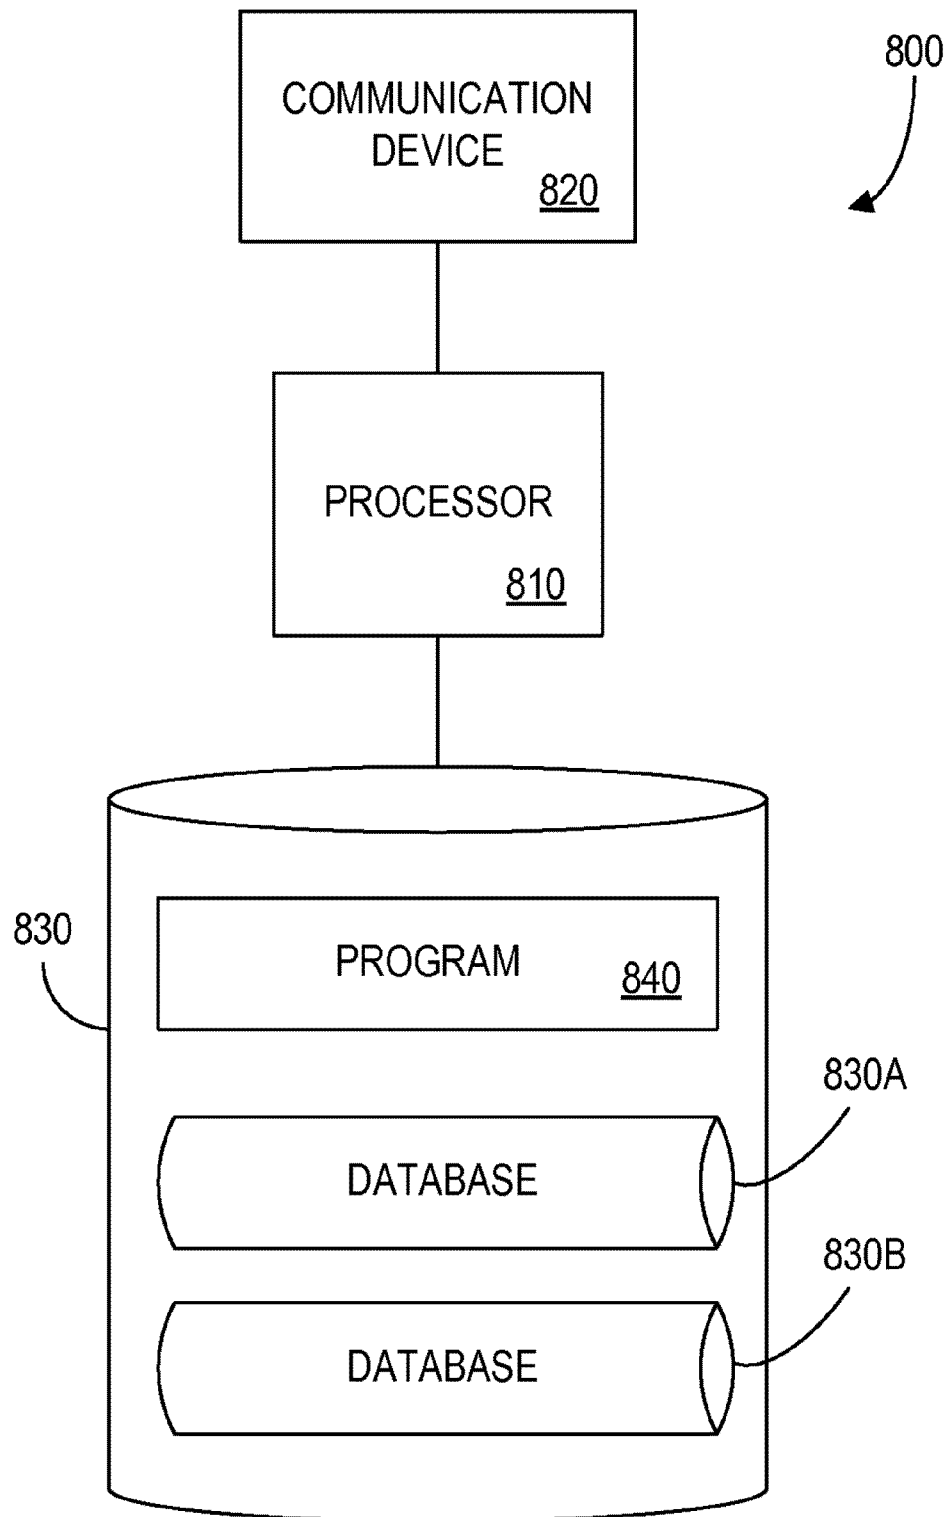 800
COMMUNICATION
DEVICE
820
PROCESSOR
810
830
PROGRAM
840
830A
DATABASE
830B
DATABASE